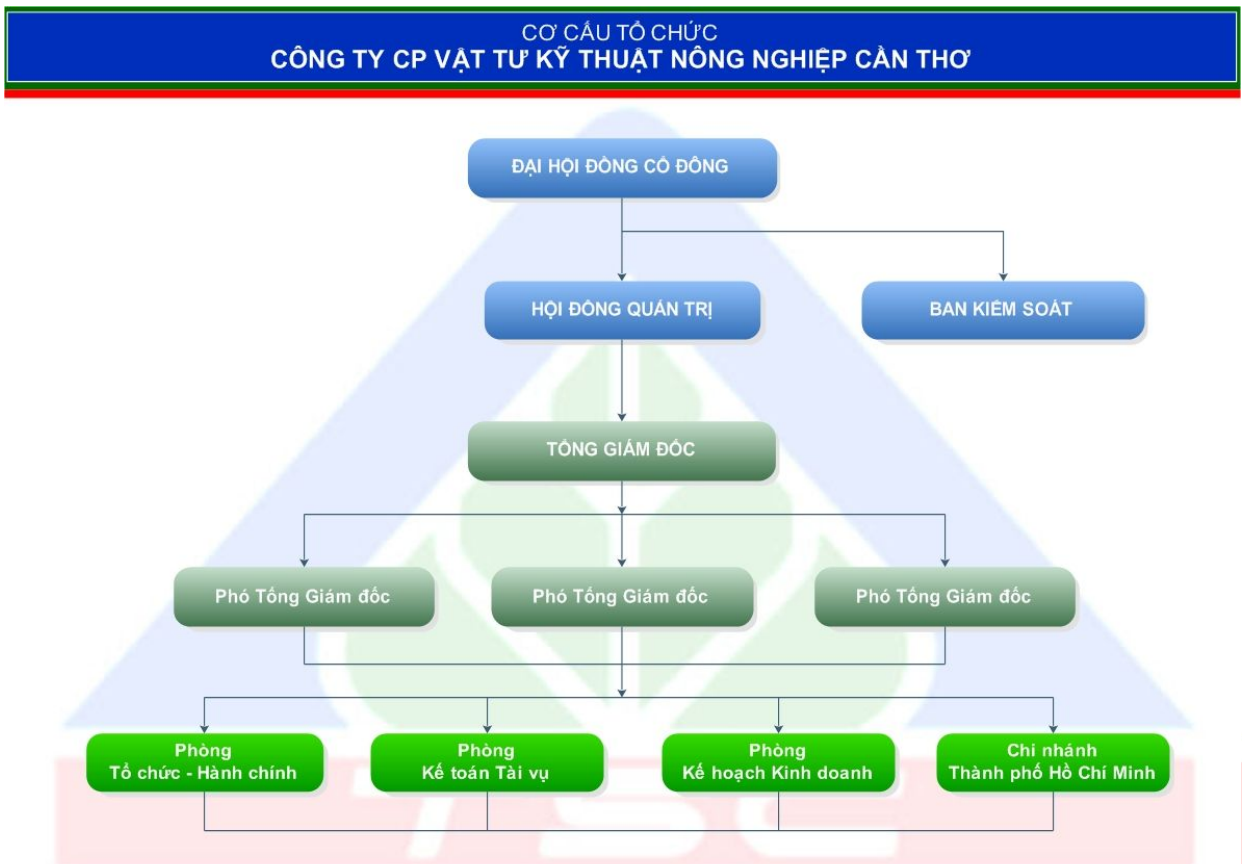 CƠ CẤU TỔ CHỨC
CÔNG TY CP VẬT TƯ KỸ THUẬT NÔNG NGHIỆP CẦN THƠ
ĐẠI HỘI ĐỒNG CỔ ĐÔNG
HỘI ĐỒNG QUẢN TRỊ
BAN KIỂM SOÁT
TỔNG GIÁM ĐỐC
Phó Tổng Giám đốc
Phó Tổng Giám đốc
Phó Tổng Giám đốc
Phòng
Tổ chức - Hành chính
Phòng
Kế toán Tài vụ
Phòng
Kế hoạch Kinh doanh
Chi nhánh
Thành phố Hồ Chí Minh
TSC